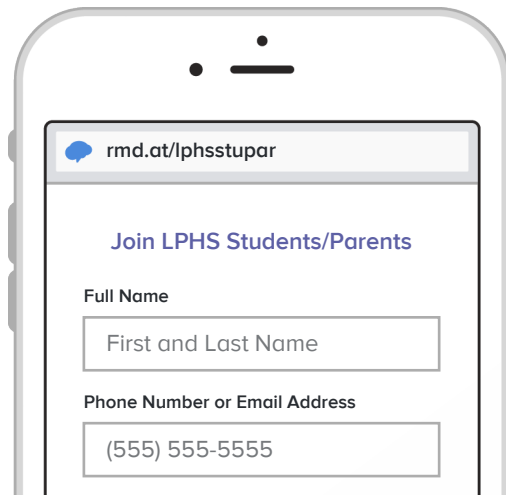 rmd.at/lphsstupar
Join LPHS Students/Parents
Full Name
First and Last Name
Phone Number or Email Address
(555) 555-5555